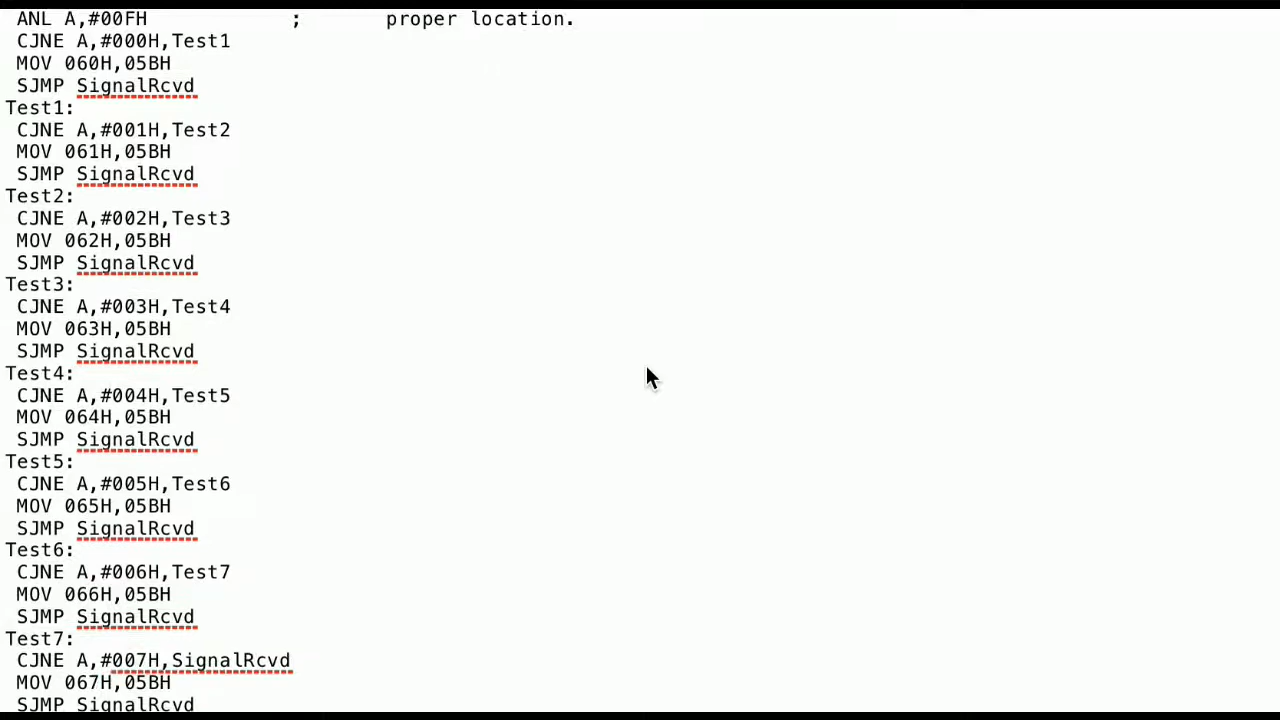 ANL A,#00FH ; proper location.
CJNE A,#000H,Test1
MOV 060H,05BH
SJMP SignalRcvd
Test1:
CJNE A,#001H,Test2
MOV 061H,05BH
SJMP SignalRcvd
Test2:
CJNE A,#002H,Test3
MOV 062H,05BH
SJMP SignalRcvd
Test3:
CJNE A,#003H,Test4
MOV 063H,05BH
SJMP SignalRcvd
Test4:
CJNE A,#004H,Test5
MOV 064H,05BH
SJMP SignalRcvd
Test5:
CJNE A,#005H,Test6
MOV 065H,05BH
SJMP SignalRcvd
Test6:
CJNE A,#006H,Test7
MOV 066H,05BH
SJMP SignalRcvd
Test7:
CJNE A,#007H,SignalRcvd
MOV 067H,05BH
SJMP SignalRcvd